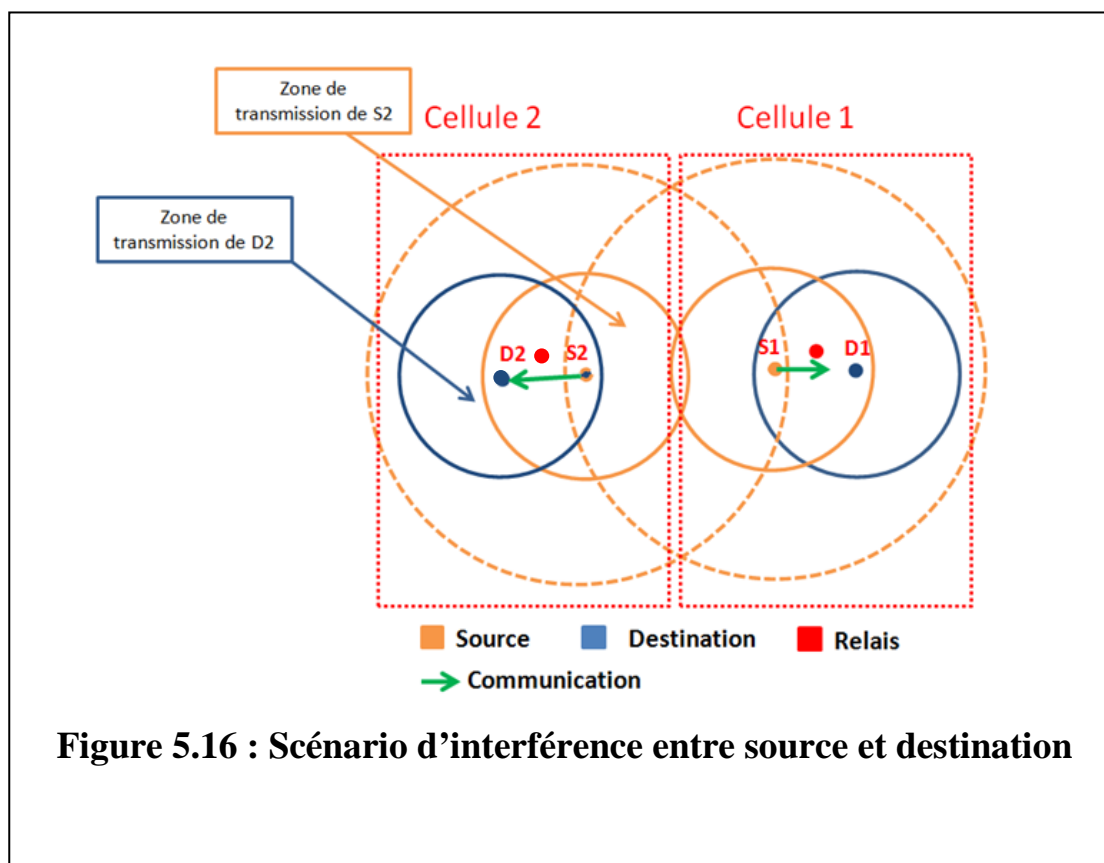 Zone de
transmission de S2
Cellule 2
Cellule 1
Zone de
transmission de D2
D2
S2
S1
D1
Source
Destination
Relais
Communication
Figure 5.16 : Scénario d’interférence entre source et destination